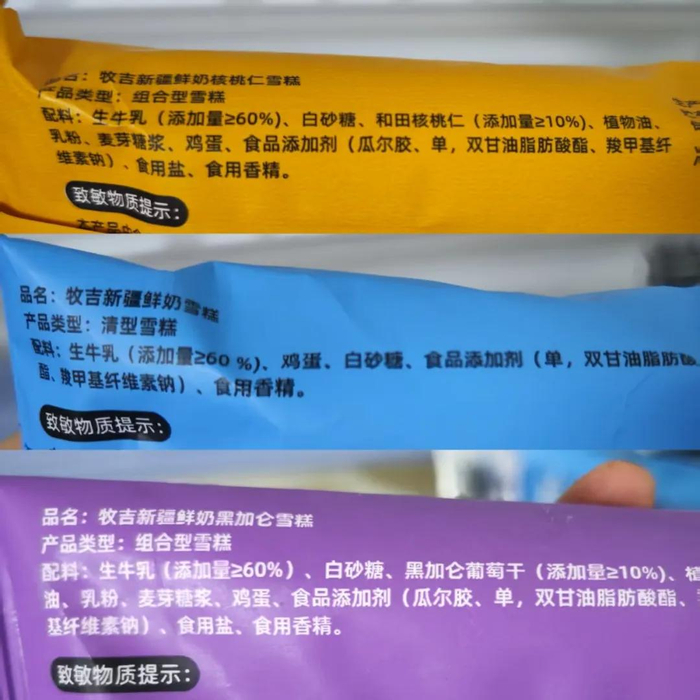 品名：牧吉新疆鲜奶核桃仁雪糕
产品类型：组合型雪糕
配料：生牛乳（添加量≥60%）、白砂糖、和田核桃仁（添加量≥10%)、植物油、
乳粉、麦芽糖浆、鸡蛋、食品添加剂（瓜尔胶、单，双甘油脂肪酸酯、羧甲基纤
维素钠）、食用盐、食用香精。
致敏物质提示：
品名：牧吉新疆鲜奶雪糕
产品类型：清型雪糕
配料：生牛乳（添加量≥60 %)、鸡蛋、白砂糖、食品添加剂（单，双甘油脂肪酸
酯、羧甲基纤维素钠）、食用香精。
致敏物质提示：
品名：牧吉新疆鲜奶黑加仑雪糕
产品类型：组合型雪糕
配料：生牛乳（添加量≥60%）、白砂糖、黑加仑葡萄干（添加量≥10%)、植
油、乳粉、麦芽糖浆、鸡蛋、食品添加剂（瓜尔胶、单，双甘油脂肪酸酯、
基纤维素钠）、食用盐、食用香精。
致敏物质提示：